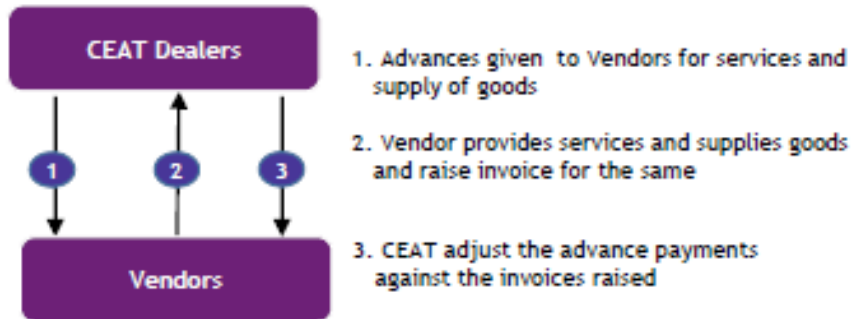 CEAT Dealers
1. Advances given to Vendors for services and
supply of goods
1
2
3
2. Vendor provides services and supplies goods
and raise invoice for the same
3. CEAT adjust the advance payments
against the invoices raised
Vendors